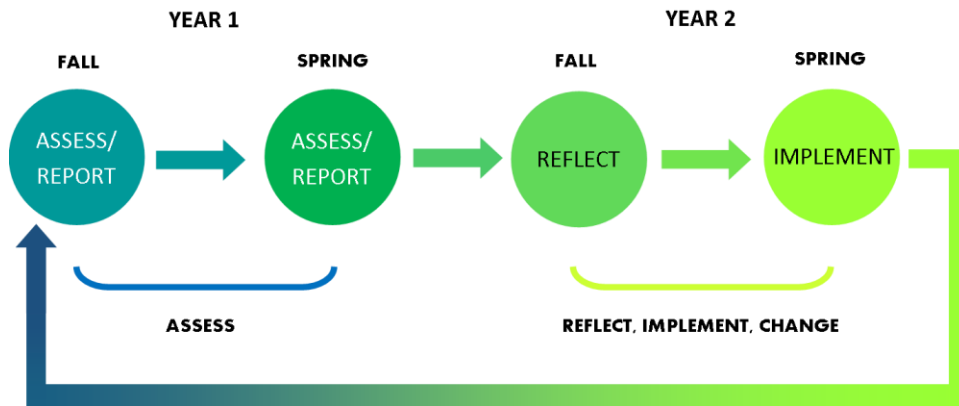 YEAR 1
YEAR 2
FALL
SPRING
FALL
SPRING
ASSESS/
REPORT
ASSESS/
REPORT
REFLECT
IMPLEMENT
ASSESS
REFLECT, IMPLEMENT, CHANGE